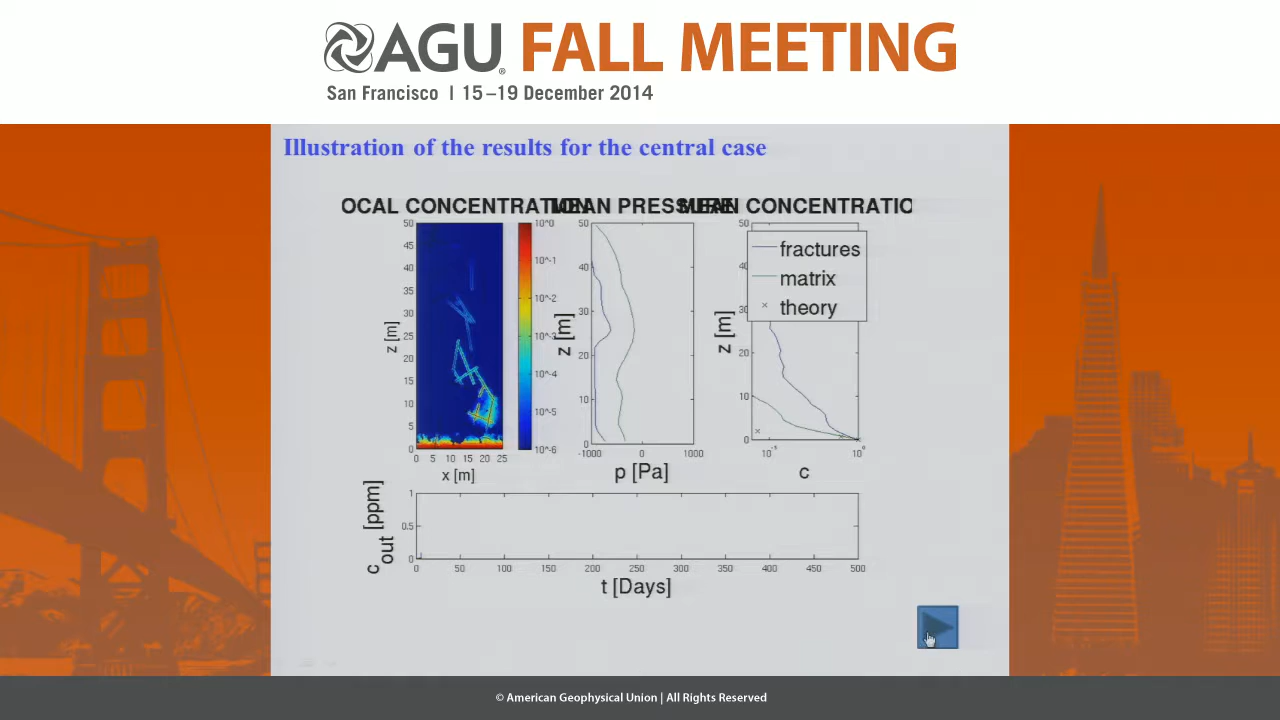 AGU® FALL MEETING
San Francisco | 15–19 December 2014
Illustration of the results for the central case
OCAL CONCENTRATION
MEAN PRESSURE
MEAN CONCENTRATIO
50
45
40
35
30
25
20
15
10
5
0
z [m]
0 5 10 15 20 25
x [m]
10^0
10^-1
10^-2
10^-3
10^-4
10^-5
10^-6
50
40
30
20
10
0
z [m]
-1000 0 1000
p [Pa]
50
40
30
20
10
0
z [m]
fractures
matrix
theory
10^0
c
1
0.5
0
c out [ppm]
0 50 100 150 200 250 300 350 400 450 500
t [Days]
© American Geophysical Union | All Rights Reserved